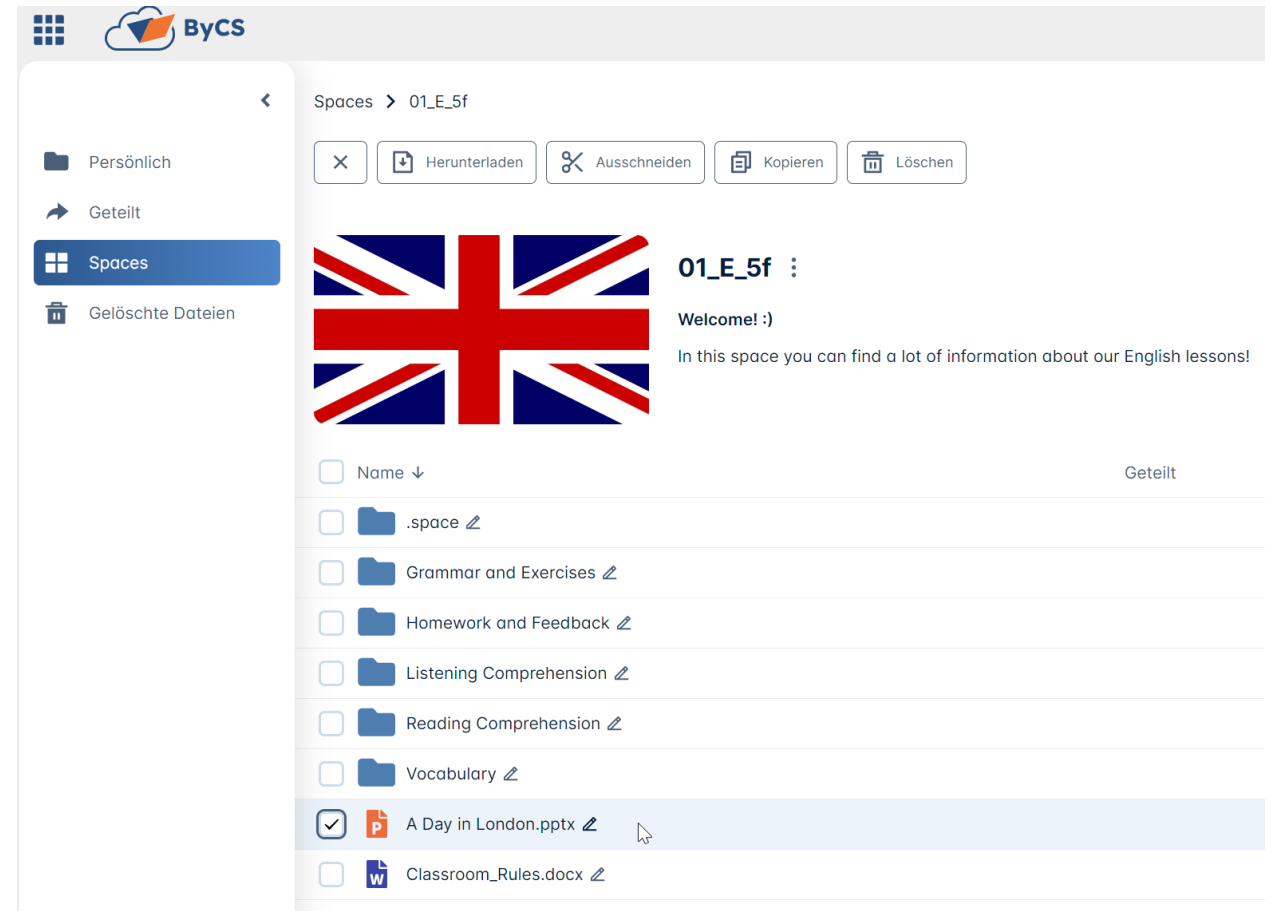 ByCS
Spaces > 01_E_5f
Persönlich
Geteilt
Spaces
Gelöschte Dateien
Herunterladen Ausschneiden Kopieren Löschen
01_E_5f
Welcome! :)
In this space you can find a lot of information about our English lessons!
Name Geteilt
.space
Grammar and Exercises
Homework and Feedback
Listening Comprehension
Reading Comprehension
Vocabulary
P A Day in London.pptx
W Classroom_Rules.docx